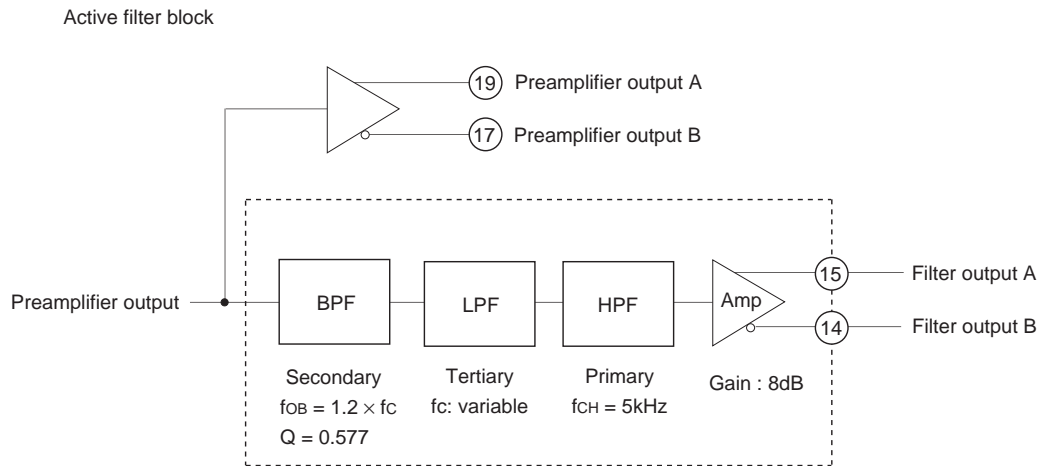 Active filter block
19 Preamplifier output A
17 Preamplifier output B
Preamplifier output
BPF
LPF
HPF
Amp
15 Filter output A
14 Filter output B
Secondary
fOB = 1.2 × fC
Q = 0.577
Tertiary
fc: variable
Primary
fCH = 5kHz
Gain : 8dB